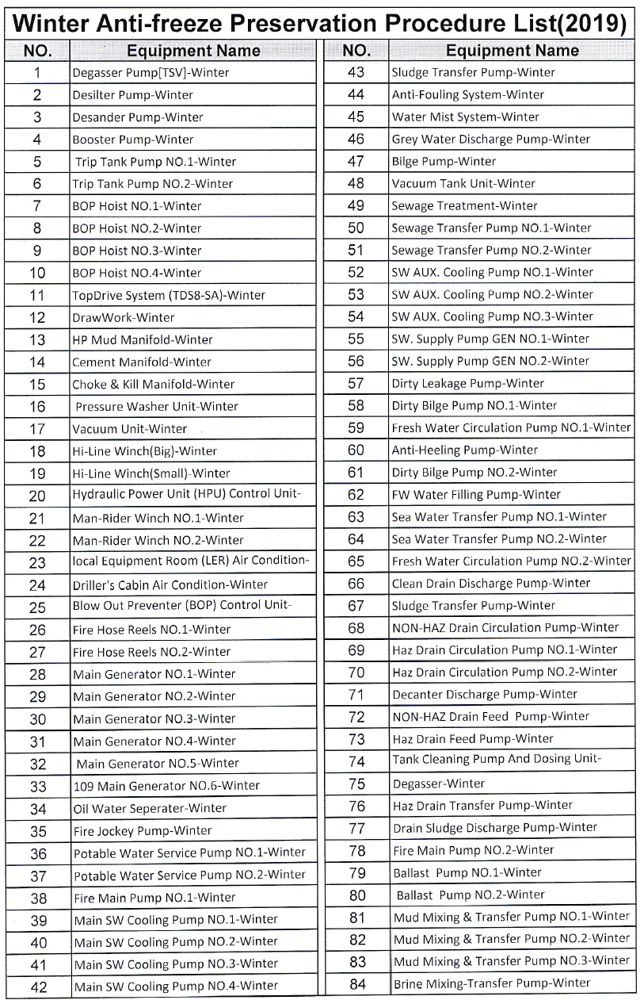 Winter Anti-freeze Preservation Procedure List(2019)
NO. Equipment Name
1 Degasser Pump[TSV]-Winter
2 Desilter Pump-Winter
3 Desander Pump-Winter
4 Booster Pump-Winter
5 Trip Tank Pump NO.1-Winter
6 Trip Tank Pump NO.2-Winter
7 BOP Hoist NO.1-Winter
8 BOP Hoist NO.2-Winter
9 BOP Hoist NO.3-Winter
10 BOP Hoist NO.4-Winter
11 TopDrive System (TDS8-SA)-Winter
12 DrawWork-Winter
13 HP Mud Manifold-Winter
14 Cement Manifold-Winter
15 Choke & Kill Manifold-Winter
16 Pressure Washer Unit-Winter
17 Vacuum Unit-Winter
18 Hi-Line Winch(Big)-Winter
19 Hi-Line Winch(Small)-Winter
20 Hydraulic Power Unit (HPU) Control Unit-
21 Man-Rider Winch NO.1-Winter
22 Man-Rider Winch NO.2-Winter
23 local Equipment Room (LER) Air Condition-
24 Driller's Cabin Air Condition-Winter
25 Blow Out Preventer (BOP) Control Unit-
26 Fire Hose Reels NO.1-Winter
27 Fire Hose Reels NO.2-Winter
28 Main Generator NO.1-Winter
29 Main Generator NO.2-Winter
30 Main Generator NO.3-Winter
31 Main Generator NO.4-Winter
32 Main Generator NO.5-Winter
33 109 Main Generator NO.6-Winter
34 Oil Water Seperater-Winter
35 Fire Jockey Pump-Winter
36 Potable Water Service Pump NO.1-Winter
37 Potable Water Service Pump NO.2-Winter
38 Fire Main Pump NO.1-Winter
39 Main SW Cooling Pump NO.1-Winter
40 Main SW Cooling Pump NO.2-Winter
41 Main SW Cooling Pump NO.3-Winter
42 Main SW Cooling Pump NO.4-Winter
NO. Equipment Name
43 Sludge Transfer Pump-Winter
44 Anti-Fouling System-Winter
45 Water Mist System-Winter
46 Grey Water Discharge Pump-Winter
47 Bilge Pump-Winter
48 Vacuum Tank Unit-Winter
49 Sewage Treatment-Winter
50 Sewage Transfer Pump NO.1-Winter
51 Sewage Transfer Pump NO.2-Winter
52 SW AUX. Cooling Pump NO.1-Winter
53 SW AUX. Cooling Pump NO.2-Winter
54 SW AUX. Cooling Pump NO.3-Winter
55 SW. Supply Pump GEN NO.1-Winter
56 SW. Supply Pump GEN NO.2-Winter
57 Dirty Leakage Pump-Winter
58 Dirty Bilge Pump NO.1-Winter
59 Fresh Water Circulation Pump NO.1-Winter
60 Anti-Heeling Pump-Winter
61 Dirty Bilge Pump NO.2-Winter
62 FW Water Filling Pump-Winter
63 Sea Water Transfer Pump NO.1-Winter
64 Sea Water Transfer Pump NO.2-Winter
65 Fresh Water Circulation Pump NO.2-Winter
66 Clean Drain Discharge Pump-Winter
67 Sludge Transfer Pump-Winter
68 NON-HAZ Drain Circulation Pump-Winter
69 Haz Drain Circulation Pump NO.1-Winter
70 Haz Drain Circulation Pump NO.2-Winter
71 Decanter Discharge Pump-Winter
72 NON-HAZ Drain Feed Pump-Winter
73 Haz Drain Feed Pump-Winter
74 Tank Cleaning Pump And Dosing Unit-
75 Degasser-Winter
76 Haz Drain Transfer Pump-Winter
77 Drain Sludge Discharge Pump-Winter
78 Fire Main Pump NO.2-Winter
79 Ballast Pump NO.1-Winter
80 Ballast Pump NO.2-Winter
81 Mud Mixing & Transfer Pump NO.1-Winter
82 Mud Mixing & Transfer Pump NO.2-Winter
83 Mud Mixing & Transfer Pump NO.3-Winter
84 Brine Mixing-Transfer Pump-Winter